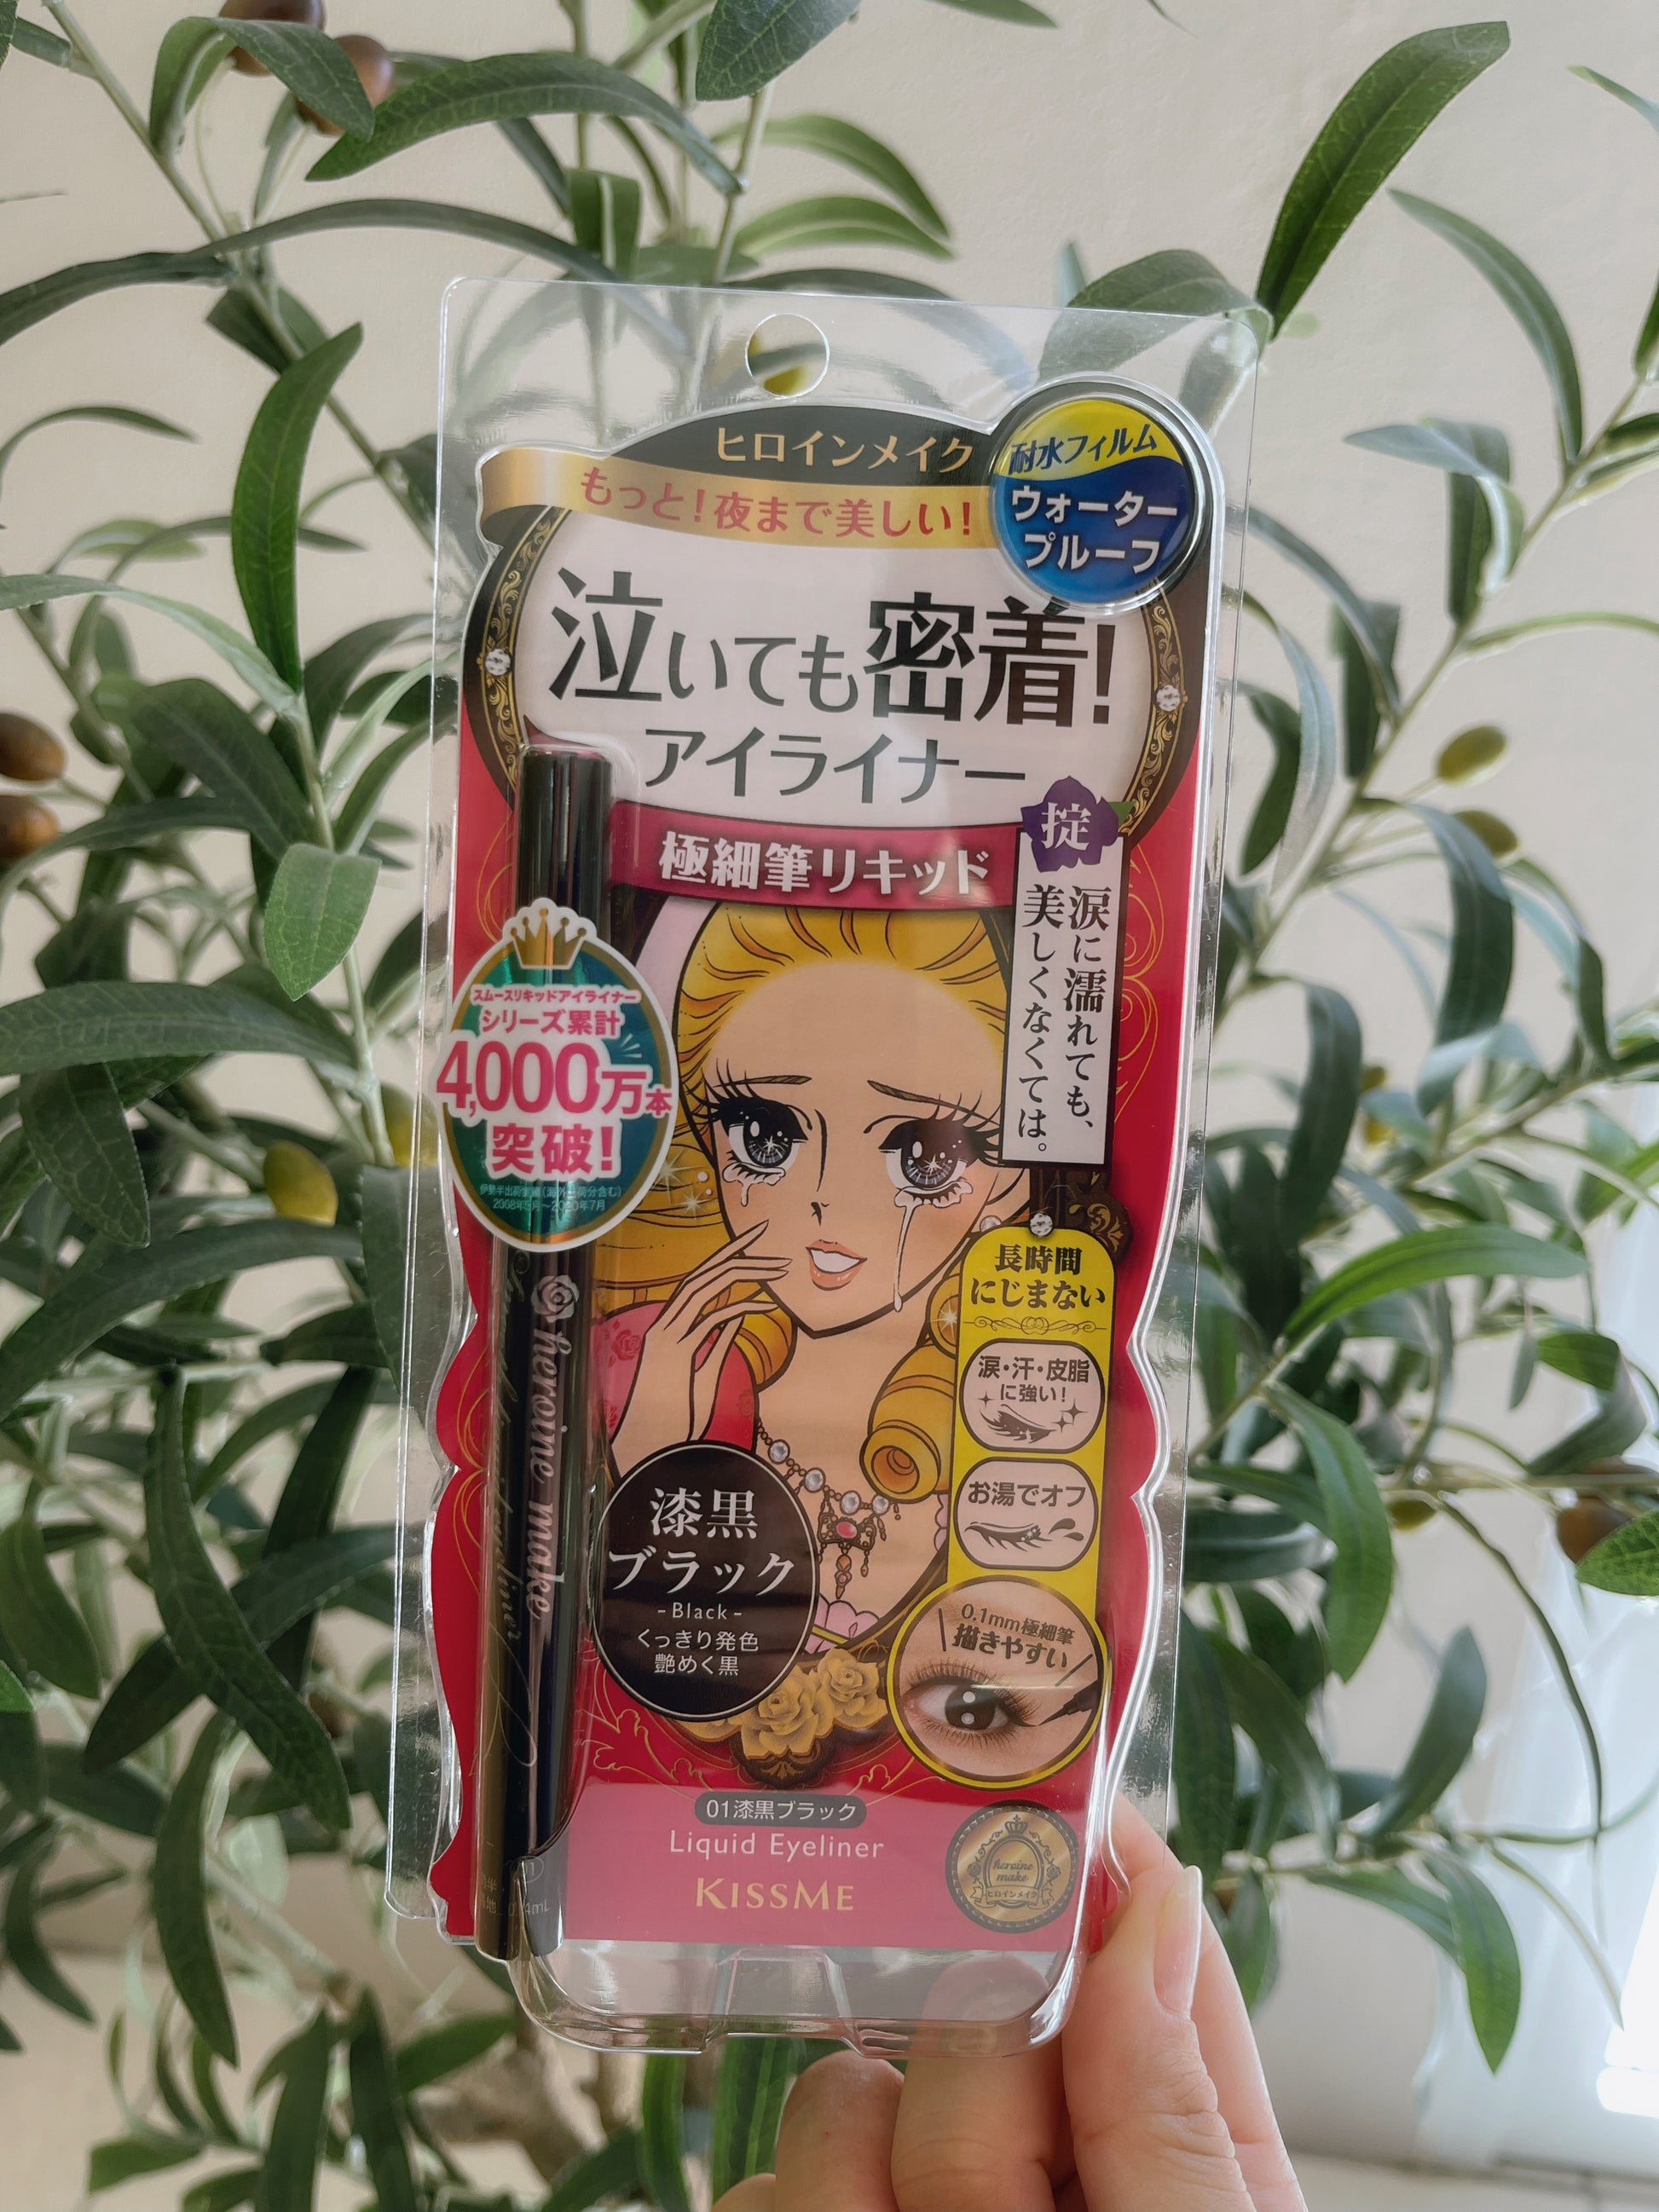 ヒロインメイク
もっと!夜まで美しい!
耐水フィルム
ウォーター
プルーフ
泣いても密着!
アイライナー
極細筆リキッド
掟
涙に濡れても、
美しくなくては。
スムースリキッドアイライナー
シリーズ累計
4,000万本
突破!
長時間
にじまない
涙・汗・皮脂
に強い!
お湯でオフ
0.1mm極細筆
描きやすい
heroine make
漆黒
ブラック
-Black-
くっきり発色
艶めく黒
01漆黒ブラック
Liquid Eyeliner
KISSME
heroine
make
ヒロインメイク